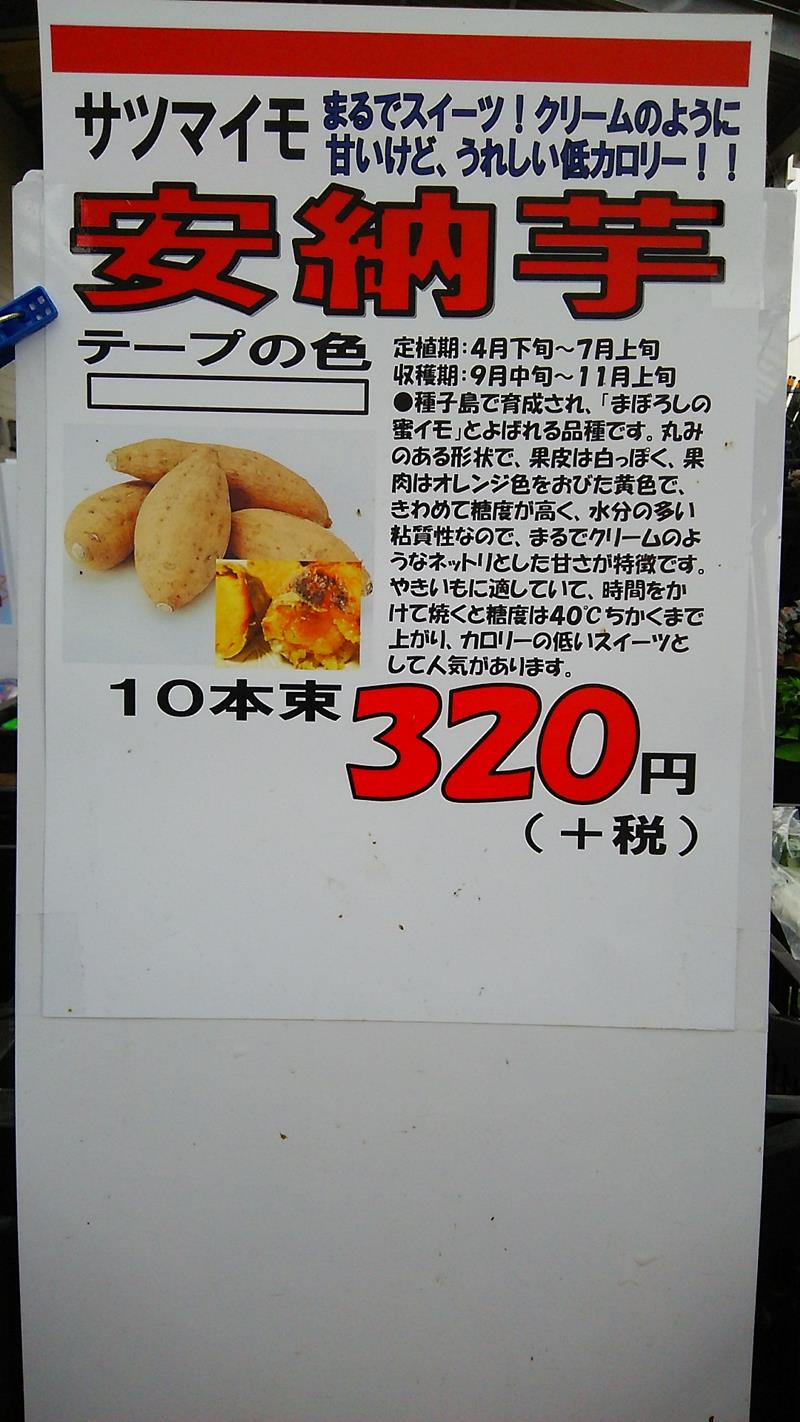 サツマイモ
まるでスイーツ！クリームのように
甘いけど、うれしい低カロリー！！
安納芋
テープの色
定植期：4月下旬～7月上旬
収穫期：9月中旬～11月上旬
●種子島で育成され、「まぼろしの
蜜イモ」とよばれる品種です。丸み
のある形状で、果皮は白っぽく、果
肉はオレンジ色をおびた黄色で、
きわめて糖度が高く、水分の多い
粘質性なので、まるでクリームのよ
うなネットリとした甘さが特徴です。
やきいもに適していて、時間をか
けて焼くと糖度は40℃ちかくまで
上がり、カロリーの低いスイーツと
して人気があります。
10本束 320円
（＋税）